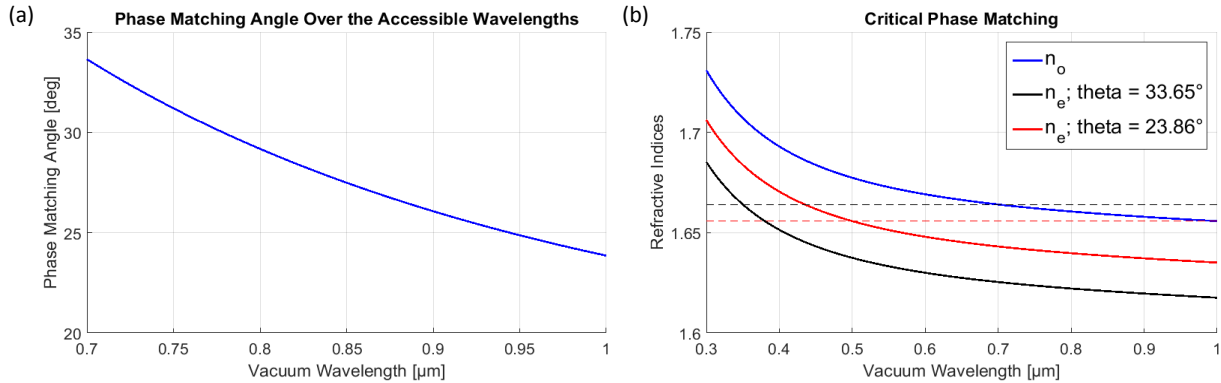 (a)
Phase Matching Angle Over the Accessible Wavelengths
35
30
25
20
Phase Matching Angle [deg]
0.7
0.75
0.8
0.85
0.9
0.95
1
Vacuum Wavelength [µm]
(b)
Critical Phase Matching
1.75
1.7
1.65
1.6
Refractive Indices
n_o
n_e; theta = 33.65°
n_e; theta = 23.86°
0.3
0.4
0.5
0.6
0.7
0.8
0.9
1
Vacuum Wavelength [µm]